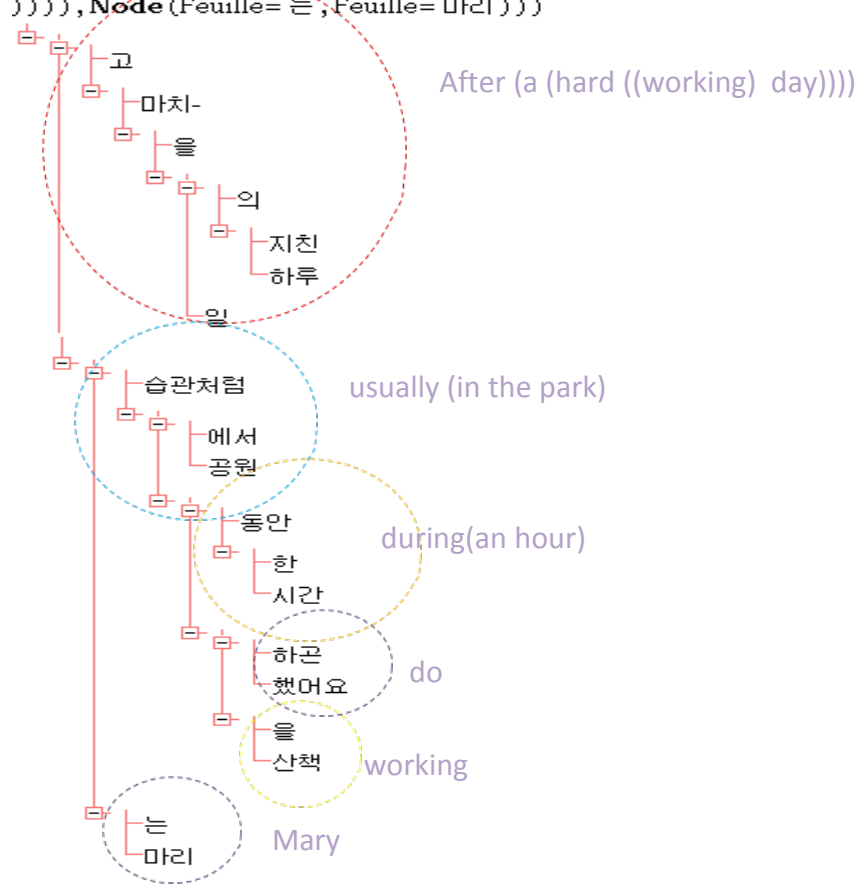 )))),Node(Feuille=는,Feuille=마리)))
고
After (a (hard ((working) day))))
마치-
을
의
지친
하루
일
습관처럼
usually (in the park)
에서
공원
동안
during(an hour)
한
시간
하곤
했어요
do
을
산책
working
는
Mary
마리